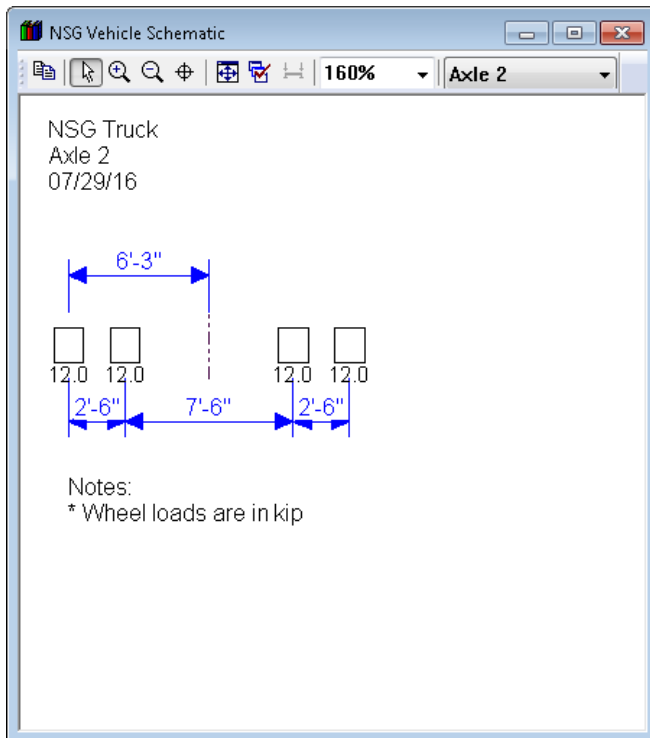 NSG Vehicle Schematic
160% Axle 2
NSG Truck
Axle 2
07/29/16
6'-3"
12.0 12.0 12.0 12.0
2'-6" 7'-6" 2'-6"
Notes:
* Wheel loads are in kip